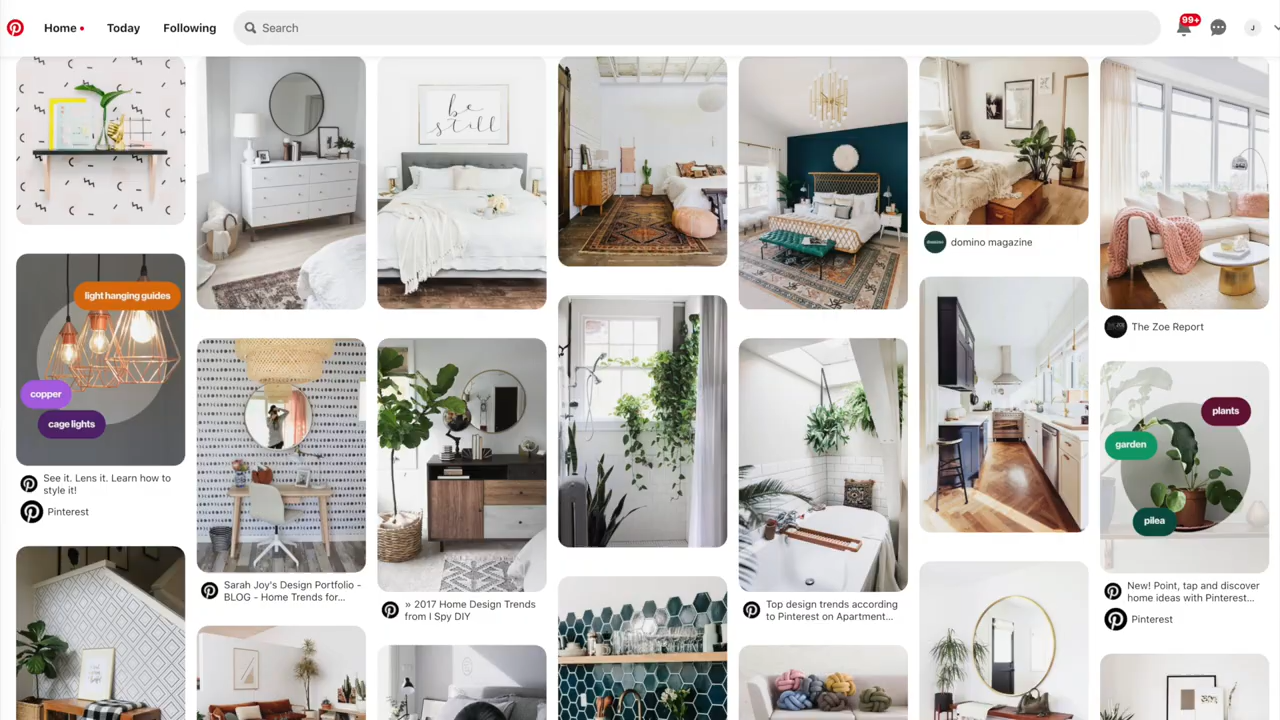 Home
Today
Following
Search
99+
J
be
still
domino
domino magazine
The Zoe Report
light hanging guides
copper
cage lights
See it. Lens it. Learn how to
style it!
Pinterest
Sarah Joy's Design Portfolio -
BLOG - Home Trends for...
» 2017 Home Design Trends
from I Spy DIY
Top design trends according
to Pinterest on Apartment...
plants
garden
pilea
New! Point, tap and discover
home ideas with Pinterest...
Pinterest